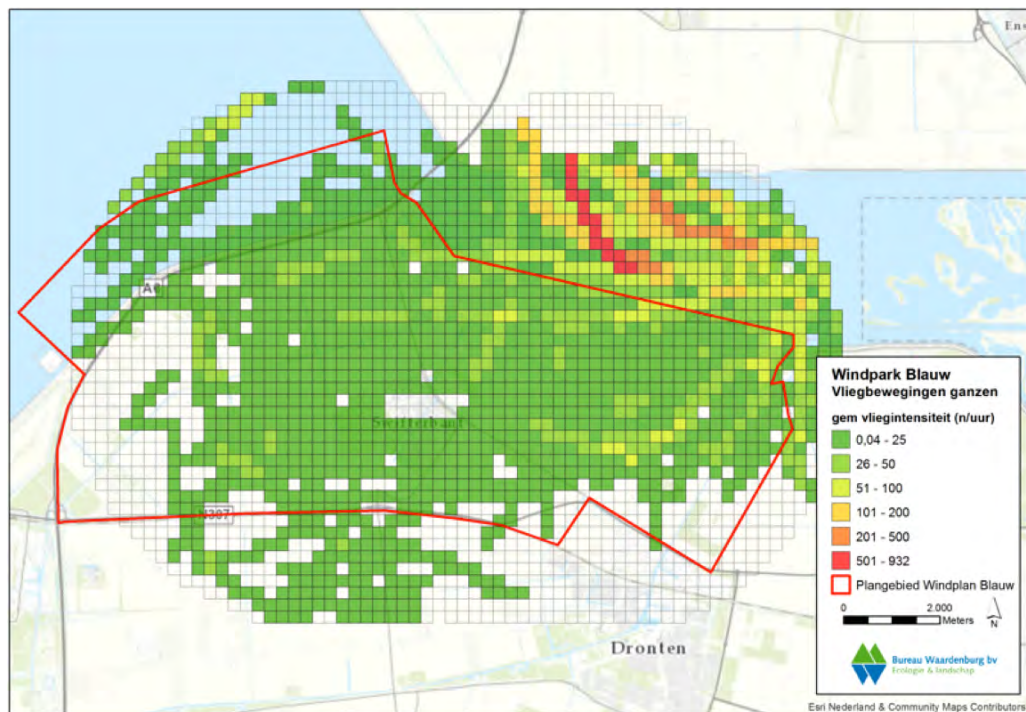 Ens
A6
Swifterbant
N307
Dronten
Windpark Blauw
Vliegbewegingen ganzen
gem vliegintensiteit (n/uur)
0,04 - 25
26 - 50
51 - 100
101 - 200
201 - 500
501 - 932
Plangebied Windplan Blauw
0 2.000
Meters
N
Bureau Waardenburg bv
Ecologie & landschap
Esri Nederland & Community Maps Contributors